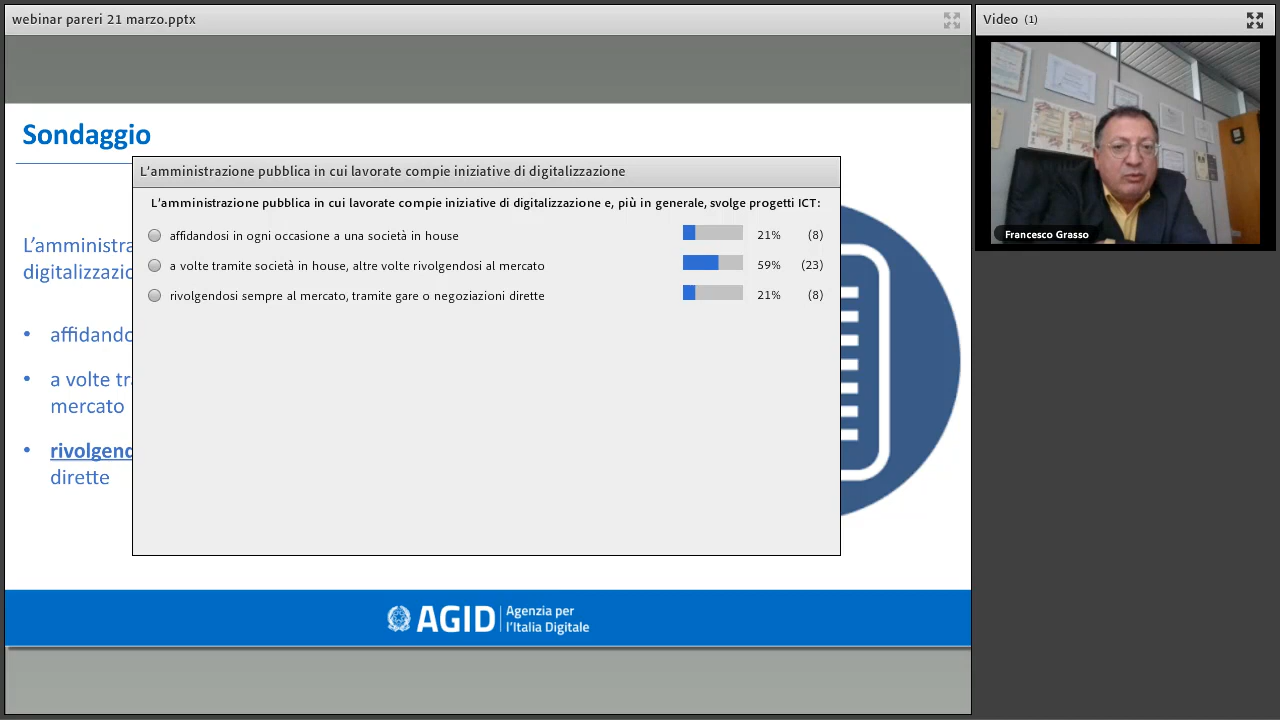 webinar pareri 21 marzo.pptx
Video (1)
Sondaggio
L'amministra
digitalizzazio
affidando
a volte tra
mercato
rivolgend
dirette
L'amministrazione pubblica in cui lavorate compie iniziative di digitalizzazione
L'amministrazione pubblica in cui lavorate compie iniziative di digitalizzazione e, più in generale, svolge progetti ICT:
affidandosi in ogni occasione a una società in house 21% (8)
a volte tramite società in house, altre volte rivolgendosi al mercato 59% (23)
rivolgendosi sempre al mercato, tramite gare o negoziazioni dirette 21% (8)
Francesco Grasso
AGID Agenzia per
l'Italia Digitale